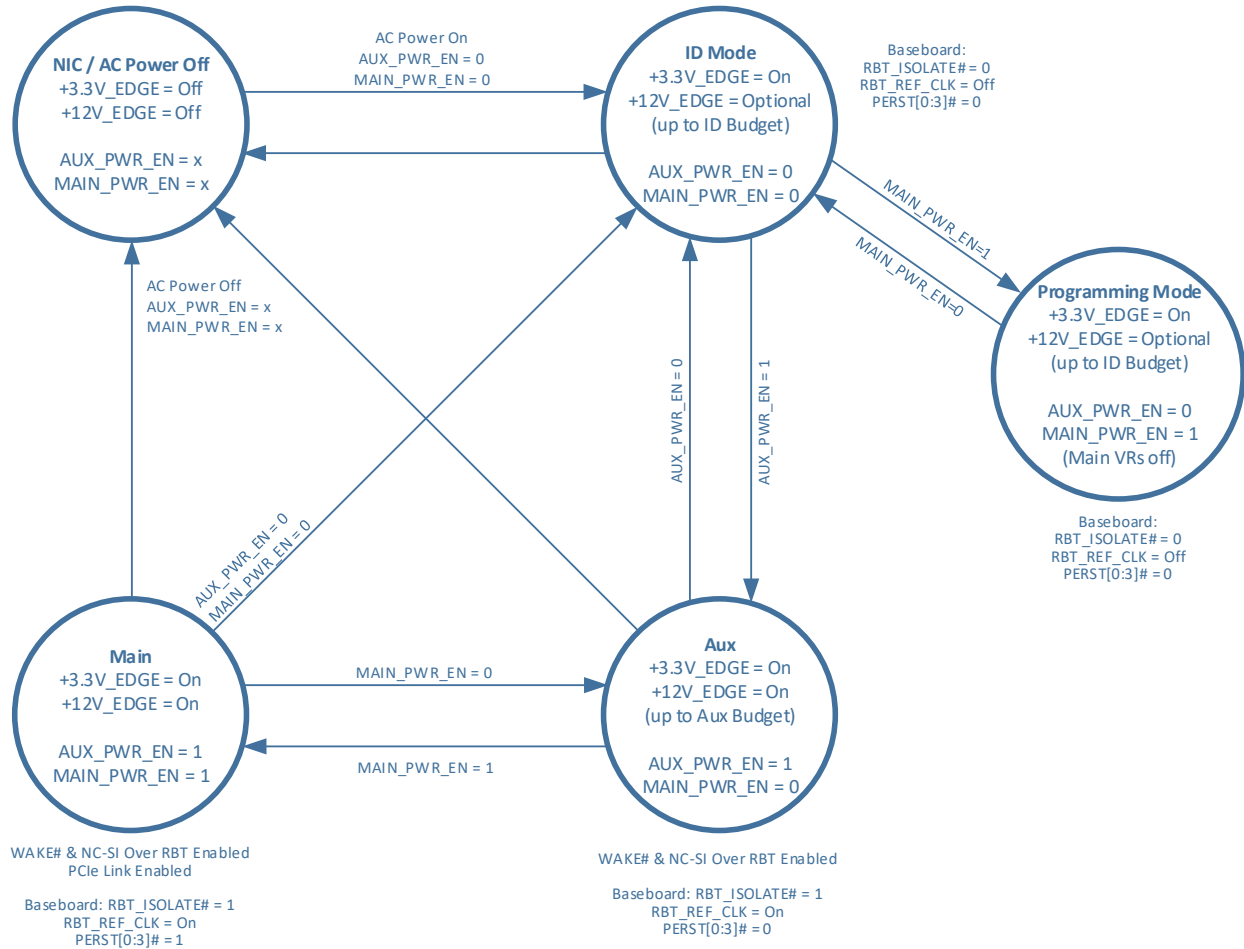 NIC / AC Power Off
+3.3V_EDGE = Off
+12V_EDGE = Off
AUX_PWR_EN = x
MAIN_PWR_EN = x
AC Power On
AUX_PWR_EN = 0
MAIN_PWR_EN = 0
ID Mode
+3.3V_EDGE = On
+12V_EDGE = Optional
(up to ID Budget)
AUX_PWR_EN = 0
MAIN_PWR_EN = 0
Baseboard:
RBT_ISOLATE# = 0
RBT_REF_CLK = Off
PERST[0:3]# = 0
MAIN_PWR_EN=1
MAIN_PWR_EN=0
Programming Mode
+3.3V_EDGE = On
+12V_EDGE = Optional
(up to ID Budget)
AUX_PWR_EN = 0
MAIN_PWR_EN = 1
(Main VRs off)
Baseboard:
RBT_ISOLATE# = 0
RBT_REF_CLK = Off
PERST[0:3]# = 0
AC Power Off
AUX_PWR_EN = x
MAIN_PWR_EN = x
AUX_PWR_EN = 0
AUX_PWR_EN = 1
AUX_PWR_EN = 0
MAIN_PWR_EN = 0
Main
+3.3V_EDGE = On
+12V_EDGE = On
AUX_PWR_EN = 1
MAIN_PWR_EN = 1
MAIN_PWR_EN = 0
MAIN_PWR_EN = 1
Aux
+3.3V_EDGE = On
+12V_EDGE = On
(up to Aux Budget)
AUX_PWR_EN = 1
MAIN_PWR_EN = 0
WAKE# & NC-SI Over RBT Enabled
PCIe Link Enabled
Baseboard: RBT_ISOLATE# = 1
RBT_REF_CLK = On
PERST[0:3]# = 1
WAKE# & NC-SI Over RBT Enabled
Baseboard: RBT_ISOLATE# = 1
RBT_REF_CLK = On
PERST[0:3]# = 0